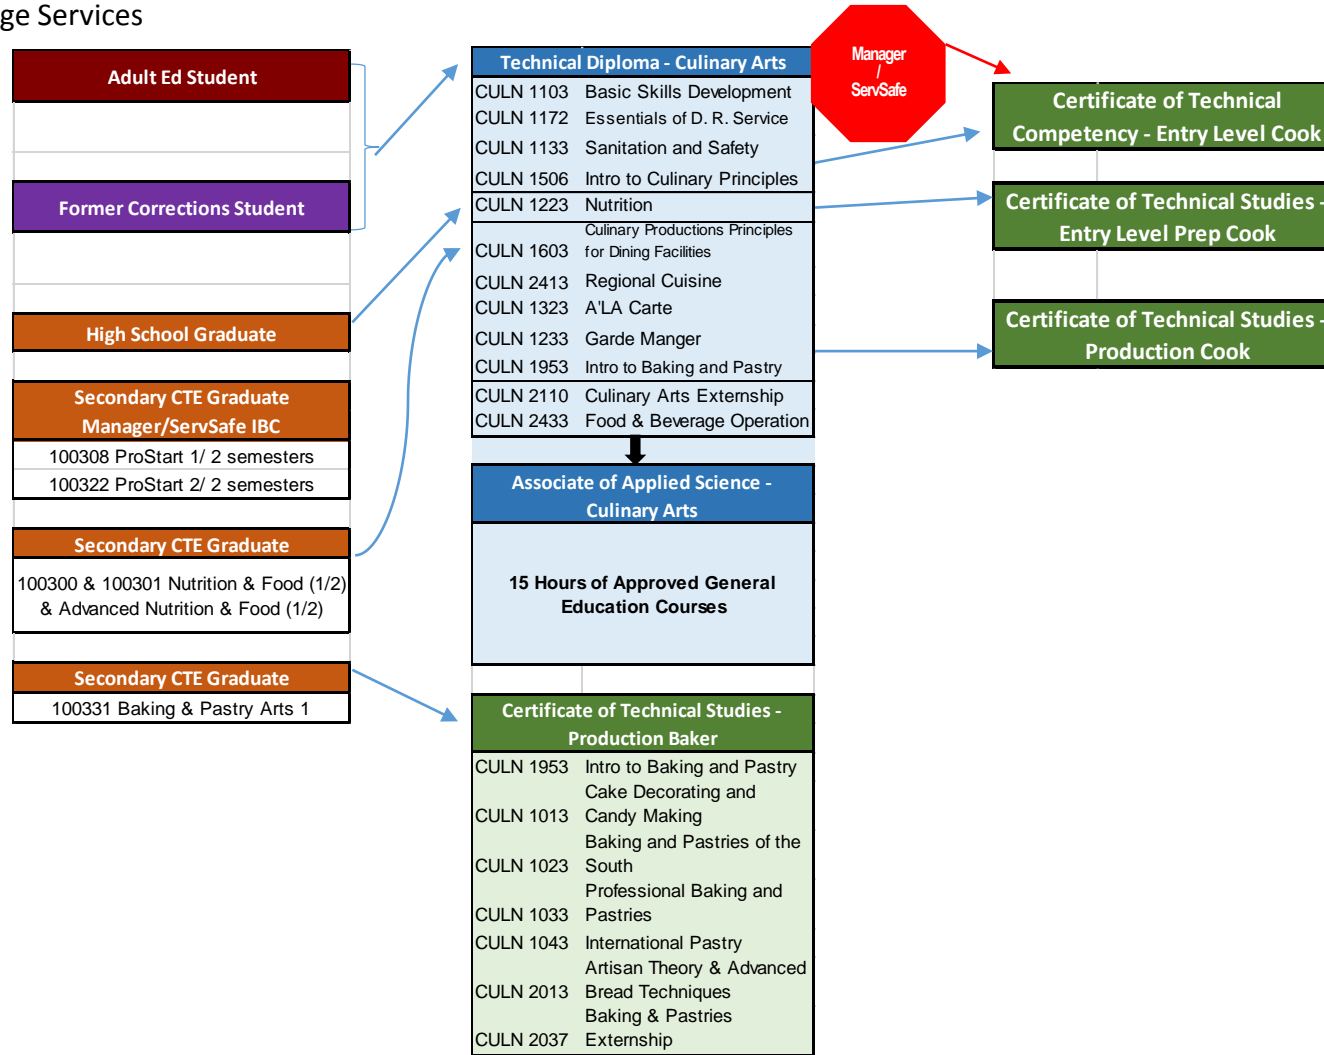 ge Services
Adult Ed Student
Former Corrections Student
High School Graduate
Secondary CTE Graduate
Manager/ServSafe IBC
100308 ProStart 1/ 2 semesters
100322 ProStart 2/ 2 semesters
Secondary CTE Graduate
100300 & 100301 Nutrition & Food (1/2)
& Advanced Nutrition & Food (1/2)
Secondary CTE Graduate
100331 Baking & Pastry Arts 1
Technical Diploma - Culinary Arts
CULN 1103 Basic Skills Development
CULN 1172 Essentials of D. R. Service
CULN 1133 Sanitation and Safety
CULN 1506 Intro to Culinary Principles
CULN 1223 Nutrition
Culinary Productions Principles
CULN 1603 for Dining Facilities
CULN 2413 Regional Cuisine
CULN 1323 A'LA Carte
CULN 1233 Garde Manger
CULN 1953 Intro to Baking and Pastry
CULN 2110 Culinary Arts Externship
CULN 2433 Food & Beverage Operation
Associate of Applied Science -
Culinary Arts
15 Hours of Approved General
Education Courses
Certificate of Technical Studies -
Production Baker
CULN 1953 Intro to Baking and Pastry
Cake Decorating and
CULN 1013 Candy Making
Baking and Pastries of the
CULN 1023 South
Professional Baking and
CULN 1033 Pastries
CULN 1043 International Pastry
Artisan Theory & Advanced
CULN 2013 Bread Techniques
Baking & Pastries
CULN 2037 Externship
Manager
/
ServSafe
Certificate of Technical
Competency - Entry Level Cook
Certificate of Technical Studies -
Entry Level Prep Cook
Certificate of Technical Studies -
Production Cook